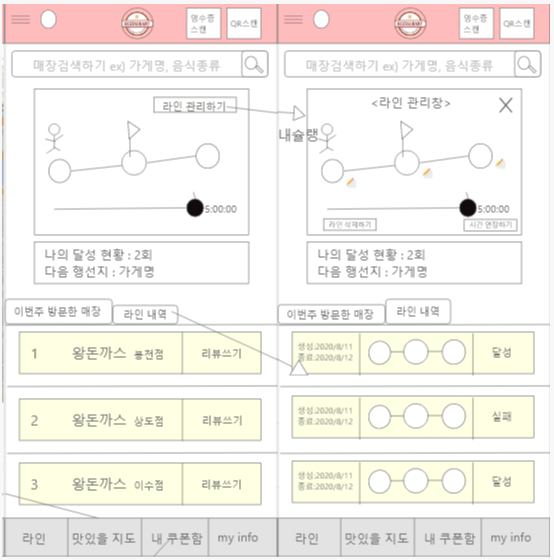 영수증
스캔
QR스캔
매장검색하기 ex) 가게명, 음식종류
라인 관리하기
5:00:00
나의 달성 현황 : 2회
다음 행선지 : 가게명
이번주 방문한 매장
라인 내역
1 왕돈까스 봉천점 리뷰쓰기
2 왕돈까스 상도점 리뷰쓰기
3 왕돈까스 이수점 리뷰쓰기
라인 맛있을 지도 내 쿠폰함 my info
영수증
스캔
QR스캔
매장검색하기 ex) 가게명, 음식종류
<라인 관리창>
내슐랭
5:00:00
라인 삭제하기
시간 연장하기
나의 달성 현황 : 2회
다음 행선지 : 가게명
이번주 방문한 매장
라인 내역
생성:2020/8/11
종료:2020/8/12
달성
생성:2020/8/11
종료:2020/8/12
실패
생성:2020/8/11
종료:2020/8/12
달성
라인 맛있을 지도 내 쿠폰함 my info